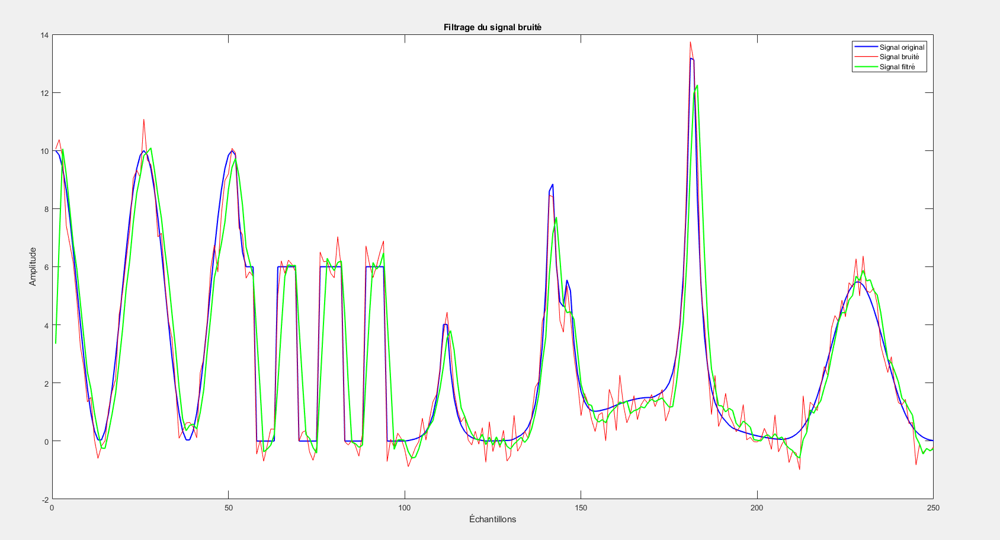 Filtrage du signal bruité
Signal original
Signal bruité
Signal filtré
Amplitude
14
12
10
8
6
4
2
0
-2
0 50 100 150 200 250
Échantillons